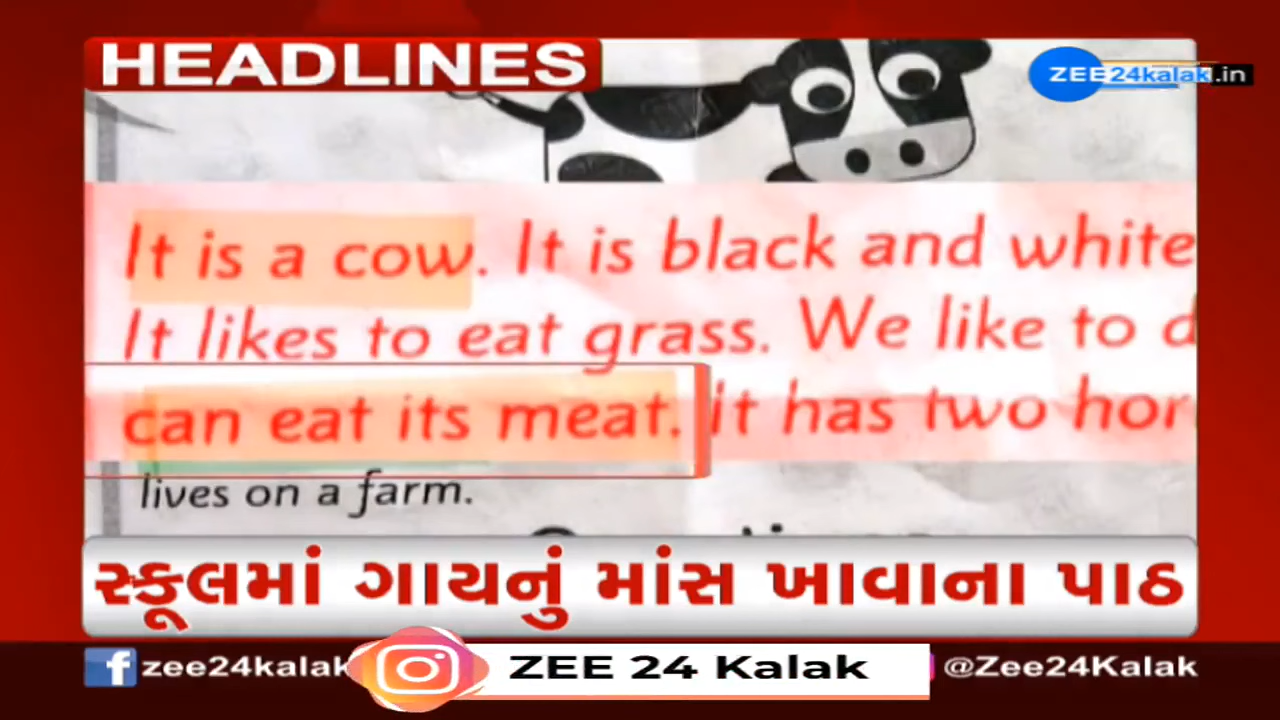 HEADLINES
ZEE24kalak.in
It is a cow. It is black and white
It likes to eat grass. We like to d
can eat its meat. it has two hor
lives on a farm.
સ્કૂલમાં ગાયનું માંસ ખાવાના પાઠ
zee24kalak
ZEE 24 Kalak
@Zee24Kalak